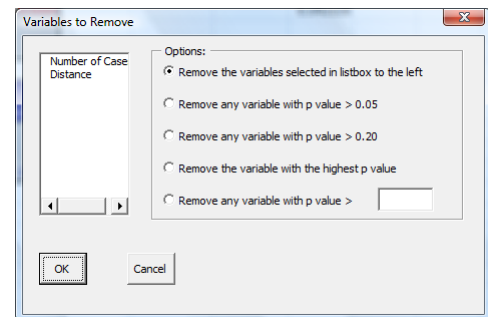 Variables to Remove
Number of Case
Distance
Options:
Remove the variables selected in listbox to the left
Remove any variable with p value > 0.05
Remove any variable with p value > 0.20
Remove the variable with the highest p value
Remove any variable with p value >
OK
Cancel